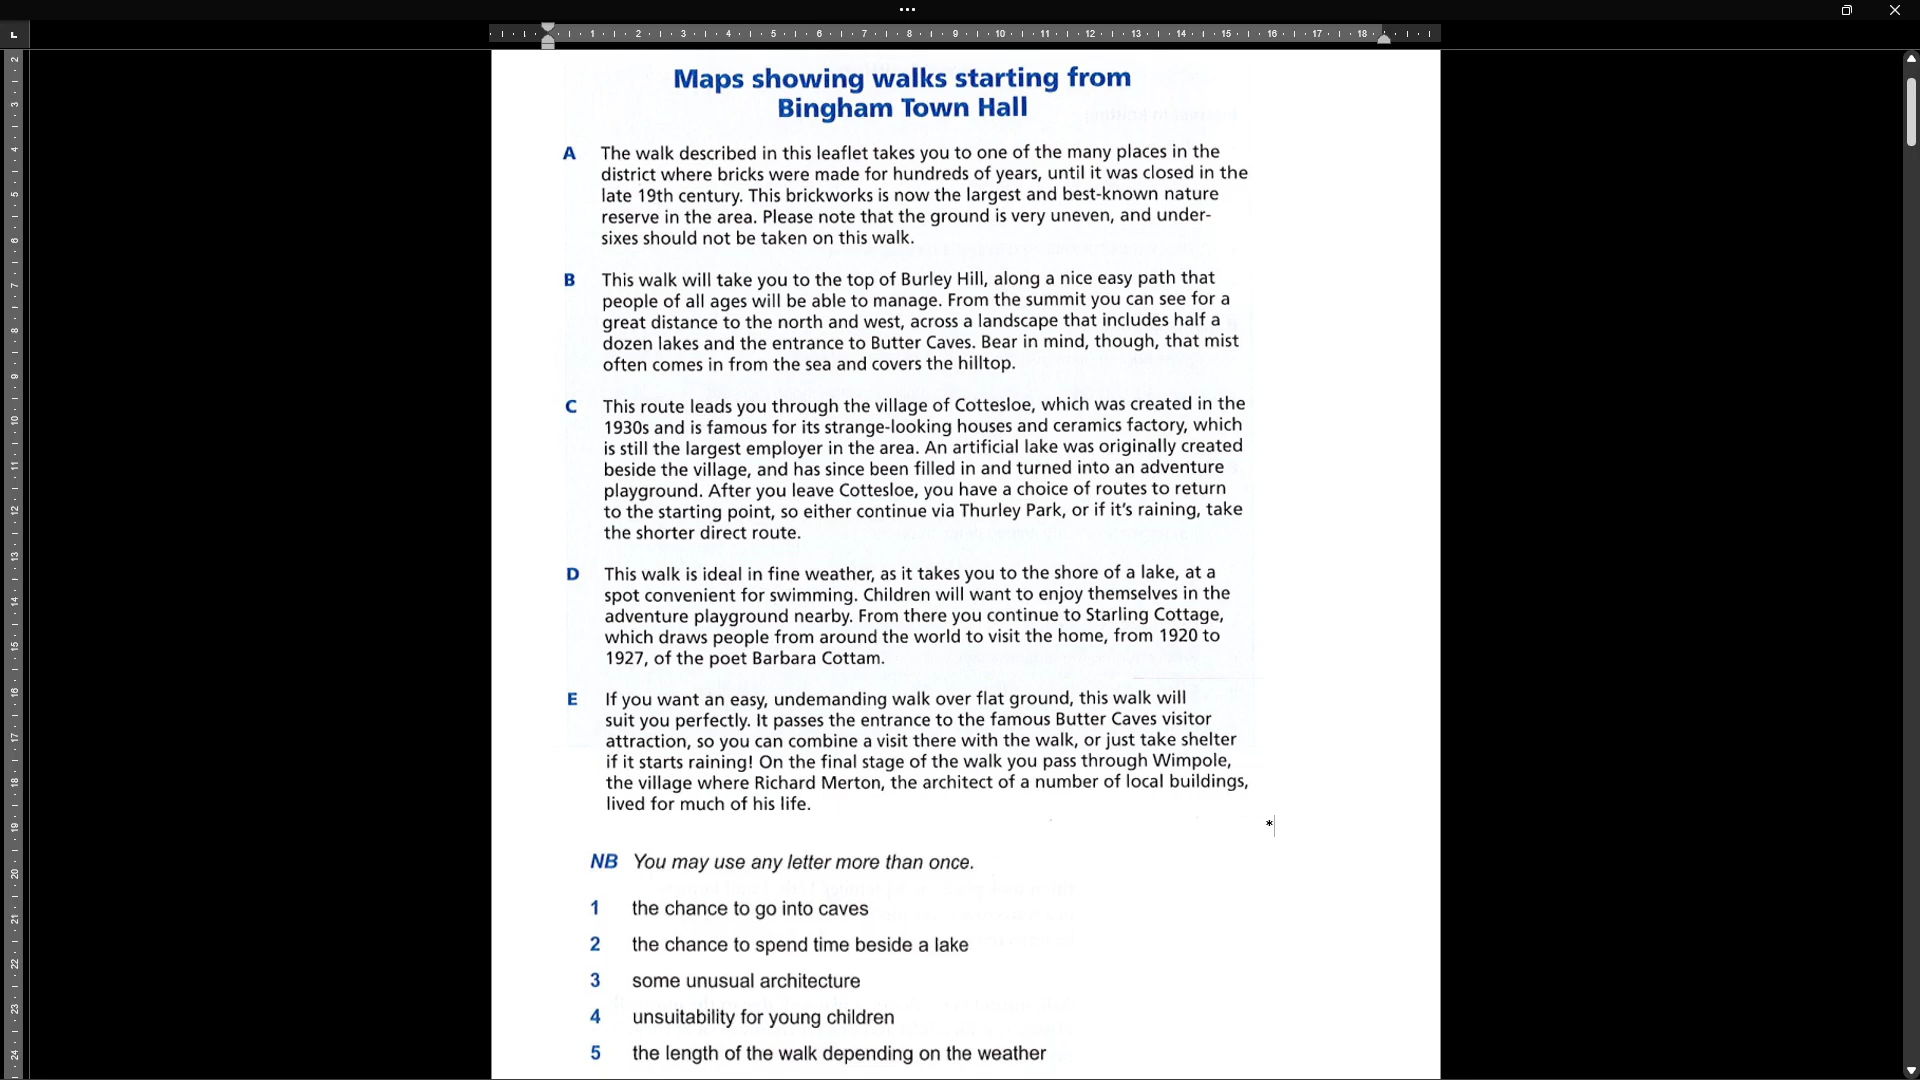 Maps showing walks starting from
Bingham Town Hall
A The walk described in this leaflet takes you to one of the many places in the
district where bricks were made for hundreds of years, until it was closed in the
late 19th century. This brickworks is now the largest and best-known nature
reserve in the area. Please note that the ground is very uneven, and under-
sixes should not be taken on this walk.
B This walk will take you to the top of Burley Hill, along a nice easy path that
people of all ages will be able to manage. From the summit you can see for a
great distance to the north and west, across a landscape that includes half a
dozen lakes and the entrance to Butter Caves. Bear in mind, though, that mist
often comes in from the sea and covers the hilltop.
C This route leads you through the village of Cottesloe, which was created in the
1930s and is famous for its strange-looking houses and ceramics factory, which
is still the largest employer in the area. An artificial lake was originally created
beside the village, and has since been filled in and turned into an adventure
playground. After you leave Cottesloe, you have a choice of routes to return
to the starting point, so either continue via Thurley Park, or if it's raining, take
the shorter direct route.
D This walk is ideal in fine weather, as it takes you to the shore of a lake, at a
spot convenient for swimming. Children will want to enjoy themselves in the
adventure playground nearby. From there you continue to Starling Cottage,
which draws people from around the world to visit the home, from 1920 to
1927, of the poet Barbara Cottam.
E If you want an easy, undemanding walk over flat ground, this walk will
suit you perfectly. It passes the entrance to the famous Butter Caves visitor
attraction, so you can combine a visit there with the walk, or just take shelter
if it starts raining! On the final stage of the walk you pass through Wimpole,
the village where Richard Merton, the architect of a number of local buildings,
lived for much of his life.
*
NB You may use any letter more than once.
1 the chance to go into caves
2 the chance to spend time beside a lake
3 some unusual architecture
4 unsuitability for young children
5 the length of the walk depending on the weather